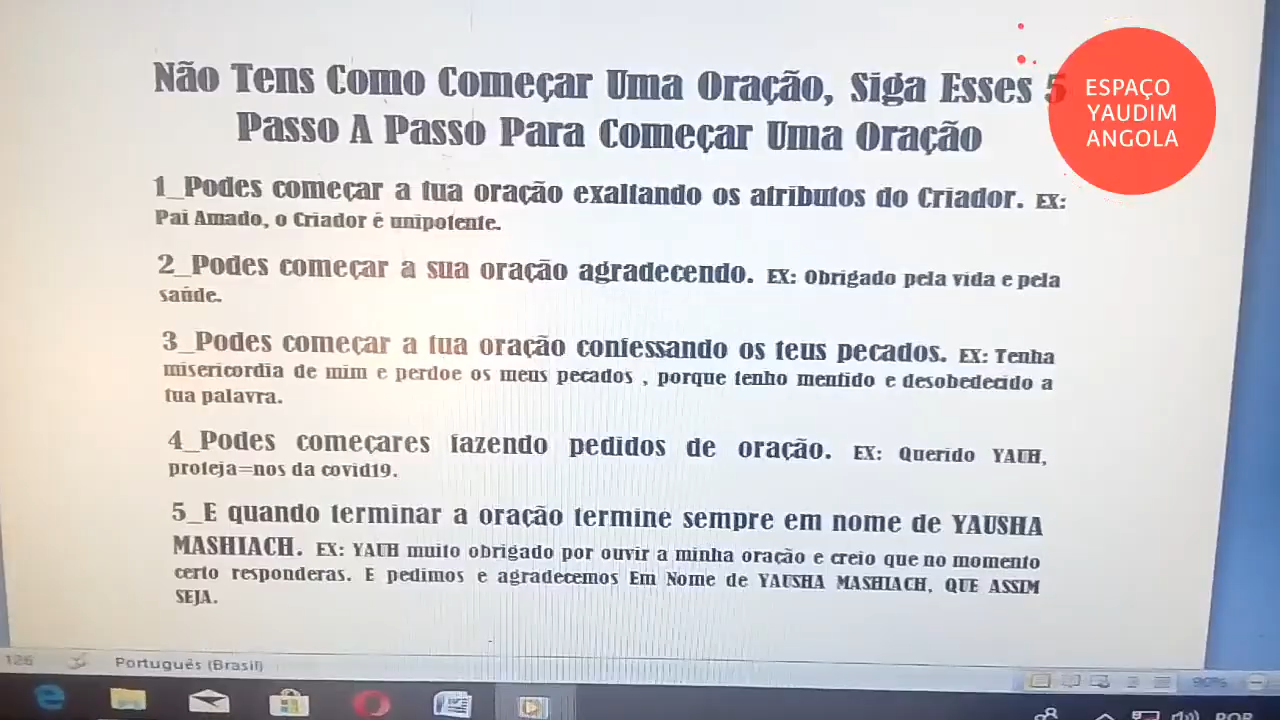 Não Tens Como Começar Uma Oração, Siga Esses 5
Passo A Passo Para Começar Uma Oração
ESPAÇO
YAUDIM
ANGOLA
1_Podes começar a tua oração exaltando os atributos do Criador. EX:
Pai Amado, o Criador é unipotente.
2_Podes começar a sua oração agradecendo. EX: Obrigado pela vida e pela
saúde.
3_Podes começar a tua oração confessando os teus pecados. EX: Tenha
misericordia de mim e perdoe os meus pecados , porque tenho mentido e desobedecido a
tua palavra.
4_Podes começares fazendo pedidos de oração. EX: Querido YAUH,
proteja=nos da covid19.
5_E quando terminar a oração termine sempre em nome de YAUSHA
MASHIACH. EX: YAUH muito obrigado por ouvir a minha oração e creio que no momento
certo responderas. E pedimos e agradecemos Em Nome de YAUSHA MASHIACH, QUE ASSIM
SEJA.
126 Português (Brasil) 90%
POR